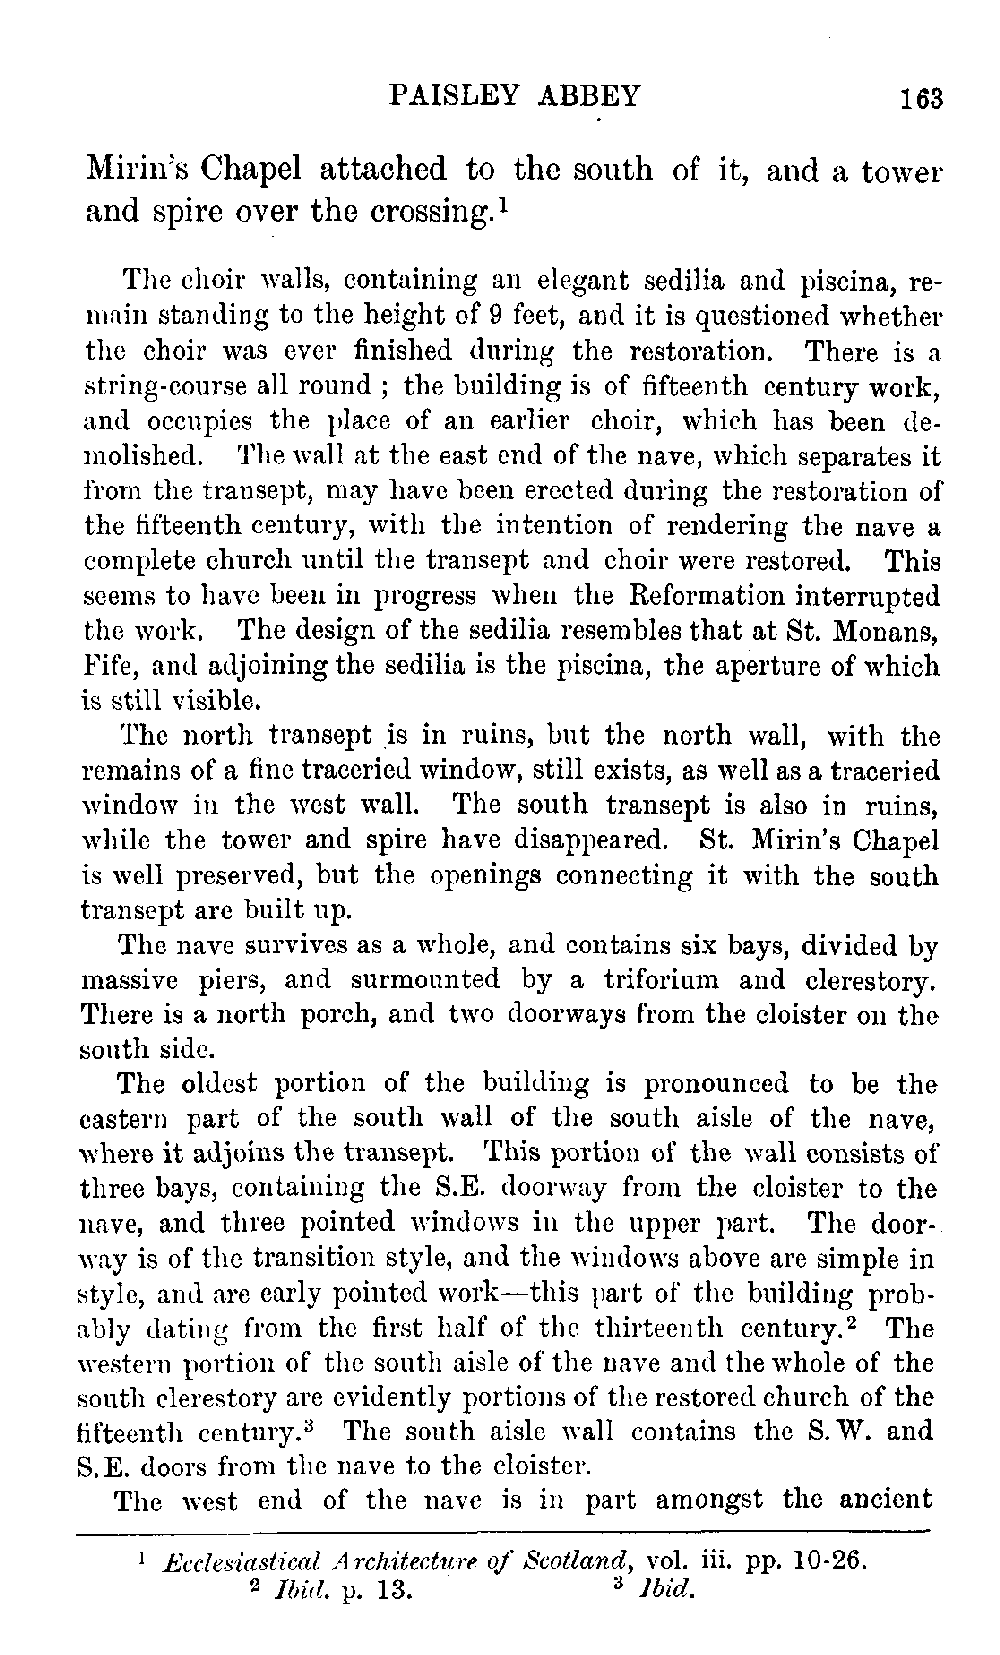 PAISLEY ABBEY 163
Mirin's Chapel attached to the south of it, and a tower
and spire over the crossing.¹
The choir walls, containing an elegant sedilia and piscina, re-
main standing to the height of 9 feet, and it is questioned whether
the choir was ever finished during the restoration. There is a
string-course all round ; the building is of fifteenth century work,
and occupies the place of an earlier choir, which has been de-
molished. The wall at the east end of the nave, which separates it
from the transept, may have been erected during the restoration of
the fifteenth century, with the intention of rendering the nave a
complete church until the transept and choir were restored. This
seems to have been in progress when the Reformation interrupted
the work. The design of the sedilia resembles that at St. Monans,
Fife, and adjoining the sedilia is the piscina, the aperture of which
is still visible.
The north transept is in ruins, but the north wall, with the
remains of a fine traceried window, still exists, as well as a traceried
window in the west wall. The south transept is also in ruins,
while the tower and spire have disappeared. St. Mirin's Chapel
is well preserved, but the openings connecting it with the south
transept are built up.
The nave survives as a whole, and contains six bays, divided by
massive piers, and surmounted by a triforium and clerestory.
There is a north porch, and two doorways from the cloister on the
south side.
The oldest portion of the building is pronounced to be the
eastern part of the south wall of the south aisle of the nave,
where it adjoins the transept. This portion of the wall consists of
three bays, containing the S.E. doorway from the cloister to the
nave, and three pointed windows in the upper part. The door-
way is of the transition style, and the windows above are simple in
style, and are early pointed work—this part of the building prob-
ably dating from the first half of the thirteenth century.² The
western portion of the south aisle of the nave and the whole of the
south clerestory are evidently portions of the restored church of the
fifteenth century.³ The south aisle wall contains the S.W. and
S.E. doors from the nave to the cloister.
The west end of the nave is in part amongst the ancient
¹ Ecclesiastical Architecture of Scotland, vol. iii. pp. 10-26.
² Ibid. p. 13. ³ Ibid.